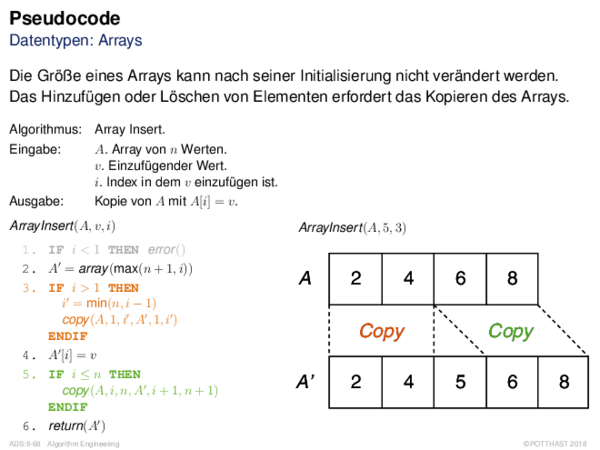 Pseudocode
Datentypen: Arrays
Die Größe eines Arrays kann nach seiner Initialisierung nicht verändert werden.
Das Hinzufügen oder Löschen von Elementen erfordert das Kopieren des Arrays.
Algorithmus: Array Insert.
Eingabe: A. Array von n Werten.
v. Einzufügender Wert.
i. Index in dem v einzufügen ist.
Ausgabe: Kopie von A mit A[i] = v.
ArrayInsert(A, v, i)
1. IF i < 1 THEN error()
2. A′ = array(max(n + 1, i))
3. IF i > 1 THEN
i′ = min(n, i − 1)
copy(A, 1, i′, A′, 1, i′)
ENDIF
4. A′[i] = v
5. IF i ≤ n THEN
copy(A, i, n, A′, i + 1, n + 1)
ENDIF
6. return(A′)
ArrayInsert(A, 5, 3)
A 2 4 6 8
Copy Copy
A' 2 4 5 6 8
ADS:II-68 Algorithm Engineering ©POTTHAST 2018